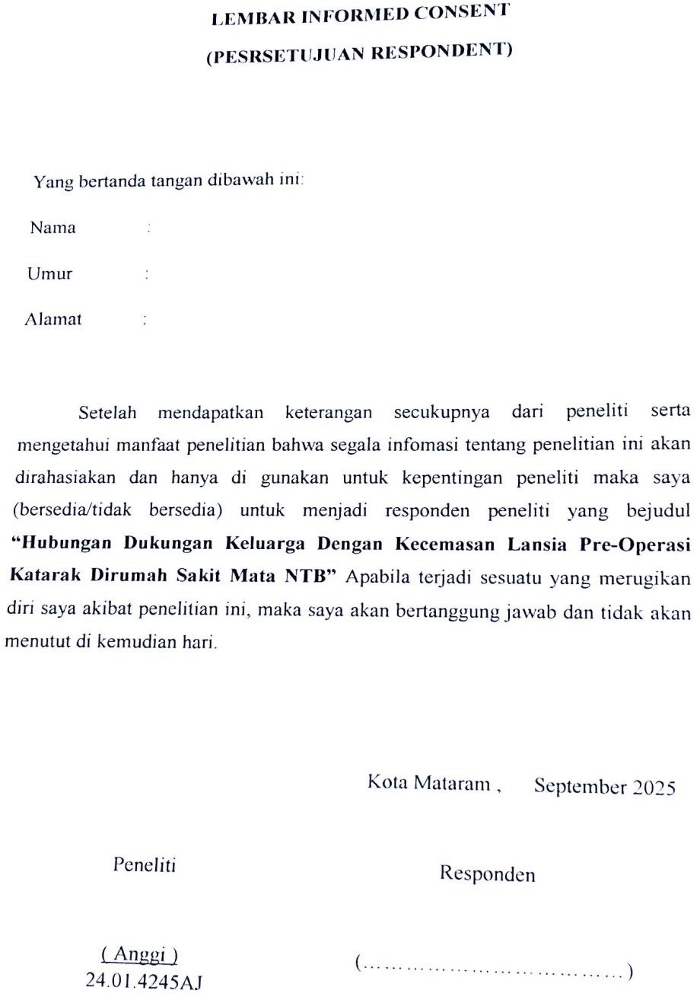 LEMBAR INFORMED CONSENT
(PESRSETUJUAN RESPONDENT)
Yang bertanda tangan dibawah ini:
Nama :
Umur :
Alamat :
Setelah mendapatkan keterangan secukupnya dari peneliti serta
mengetahui manfaat penelitian bahwa segala infomasi tentang penelitian ini akan
dirahasiakan dan hanya di gunakan untuk kepentingan peneliti maka saya
(bersedia/tidak bersedia) untuk menjadi responden peneliti yang bejudul
“Hubungan Dukungan Keluarga Dengan Kecemasan Lansia Pre-Operasi
Katarak Dirumah Sakit Mata NTB” Apabila terjadi sesuatu yang merugikan
diri saya akibat penelitian ini, maka saya akan bertanggung jawab dan tidak akan
menutut di kemudian hari.
Kota Mataram , September 2025
Peneliti Responden
( Anggi ) (....................................)
24.01.4245AJ